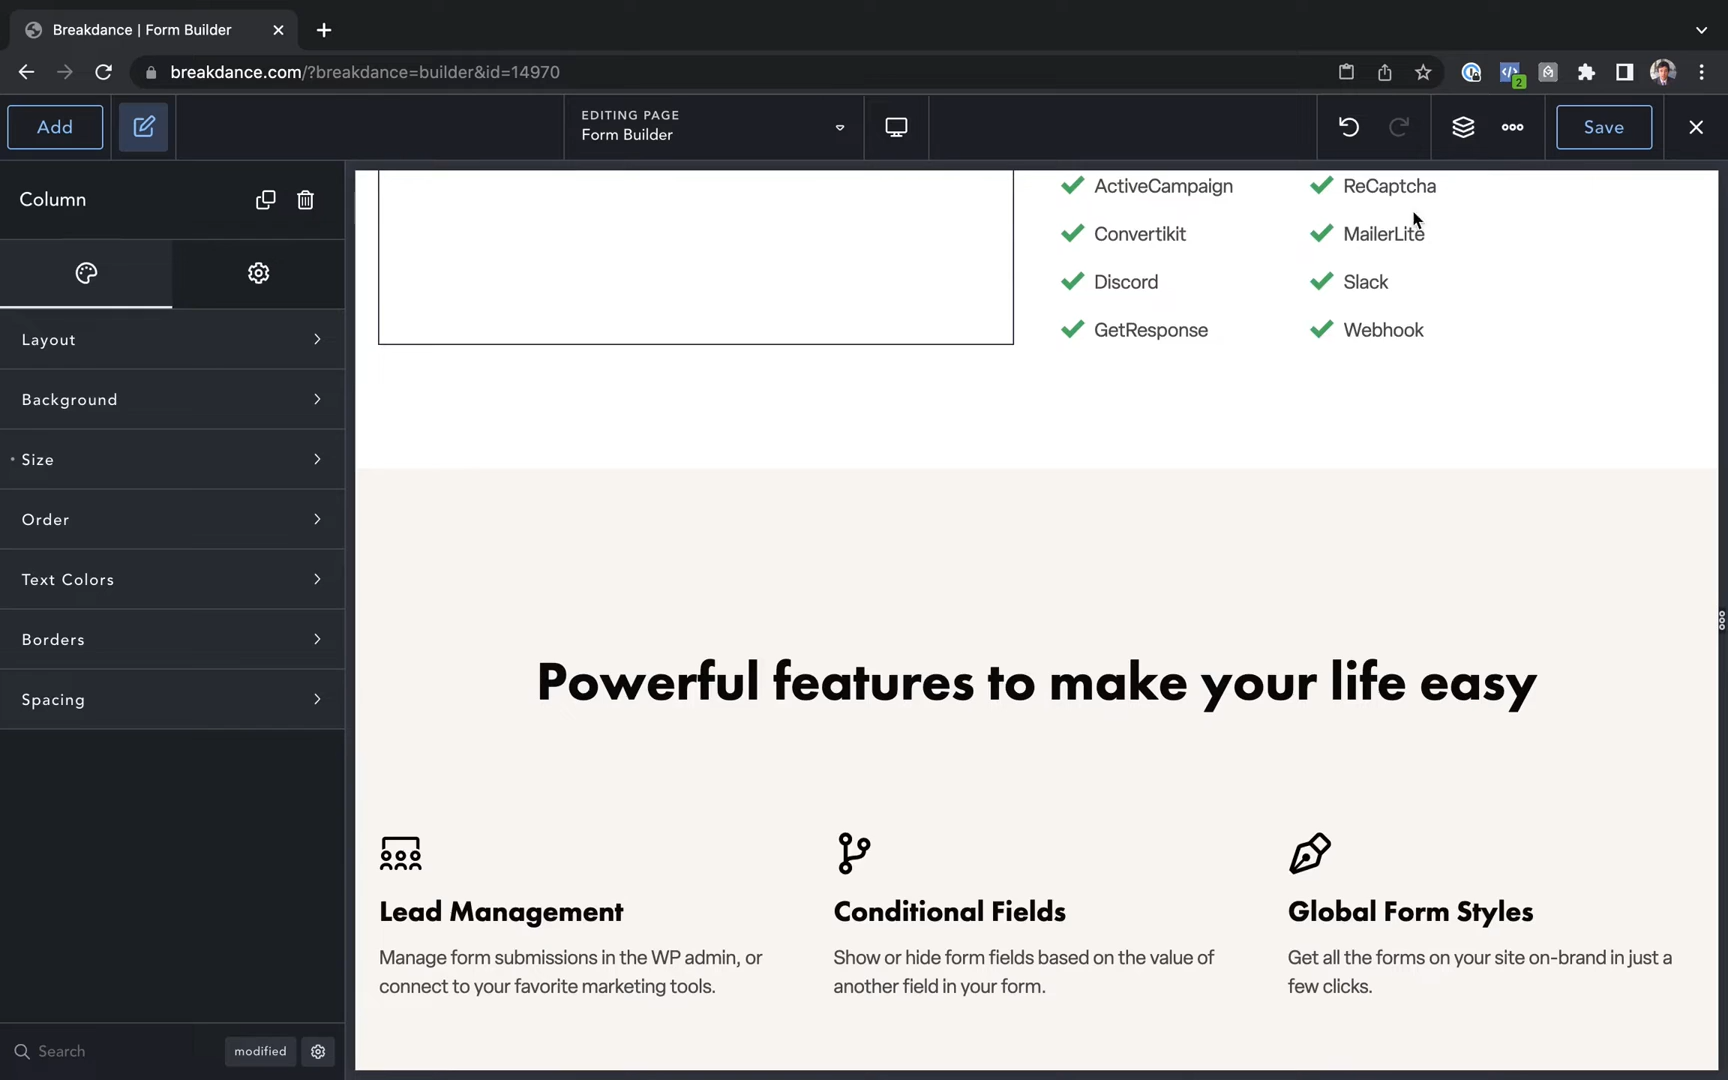 Breakdance | Form Builder
breakdance.com/?breakdance=builder&id=14970
2
Add
EDITING PAGE
Form Builder
Save
Column
Layout
Background
Size
Order
Text Colors
Borders
Spacing
Search
modified
ActiveCampaign
ReCaptcha
Convertikit
MailerLite
Discord
Slack
GetResponse
Webhook
Powerful features to make your life easy
Lead Management
Manage form submissions in the WP admin, or
connect to your favorite marketing tools.
Conditional Fields
Show or hide form fields based on the value of
another field in your form.
Global Form Styles
Get all the forms on your site on-brand in just a
few clicks.